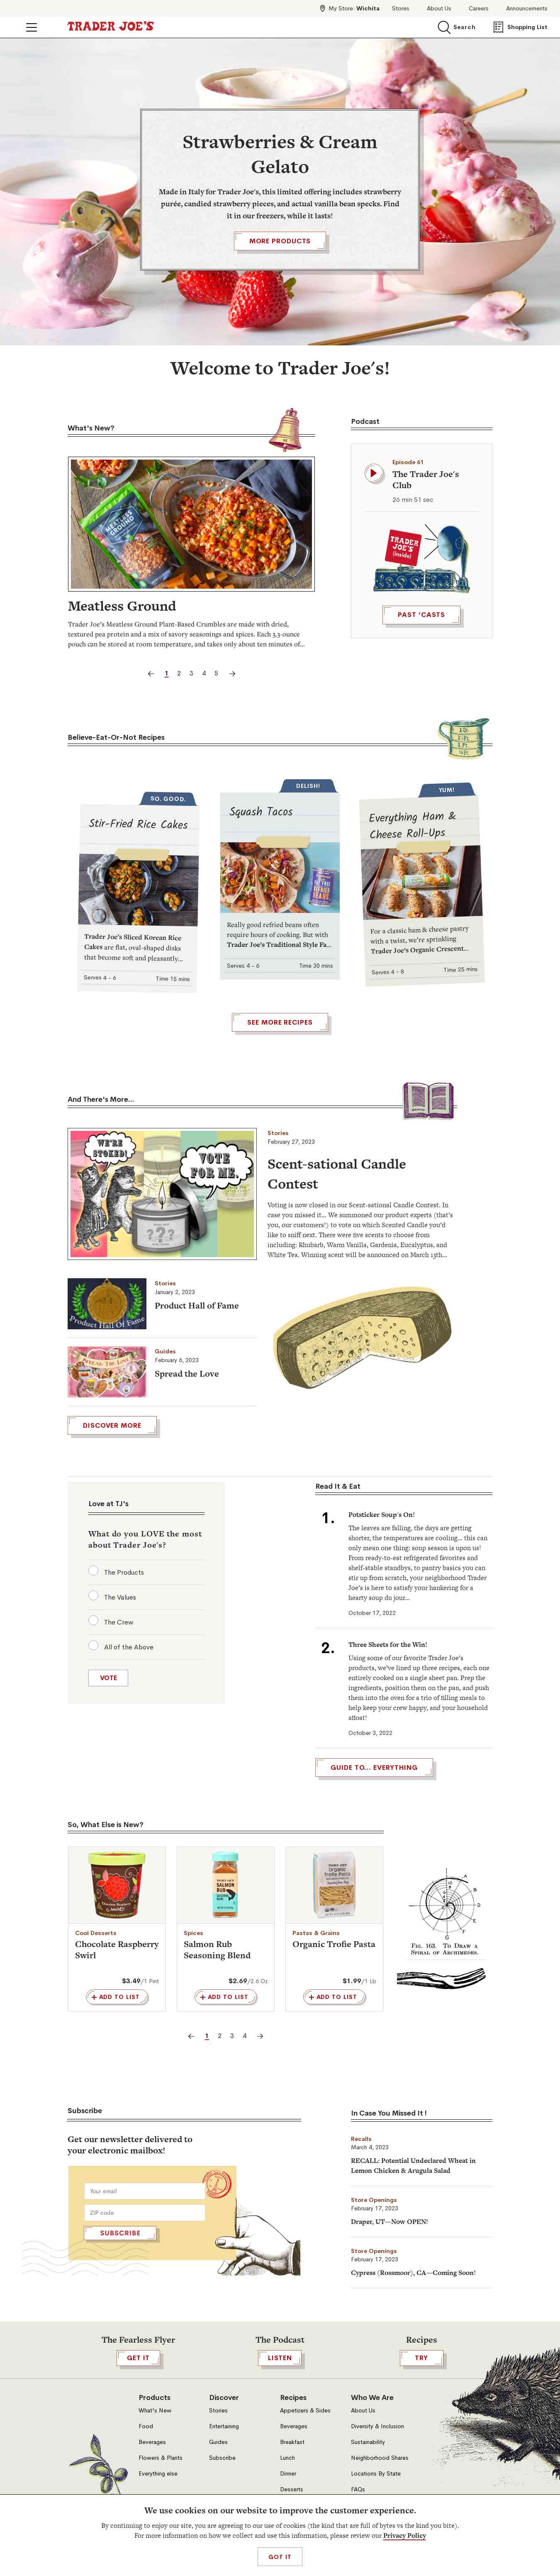 My Store: Wichita Stores About Us Careers Announcements
TRADER JOE'S
Search Shopping List
Strawberries & Cream
Gelato
Made in Italy for Trader Joe's, this limited offering includes strawberry
purée, candied strawberry pieces, and actual vanilla bean specks. Find
it in our freezers, while it lasts!
MORE PRODUCTS
Welcome to Trader Joe's!
What's New?
MEATLESS GROUND
Meatless Ground
Trader Joe's Meatless Ground Plant-Based Crumbles are made with dried,
textured pea protein and a mix of savory seasonings and spices. Each 3.5-ounce
pouch can be stored at room temperature, and takes only about ten minutes of...
1 2 3 4 5
Podcast
Episode 61
The Trader Joe's
Club
26 min 51 sec
TRADER
JOE'S
(Inside)
PAST 'CASTS
Believe-Eat-Or-Not Recipes
SO. GOOD.
Stir-Fried Rice Cakes
Trader Joe's Sliced Korean Rice
Cakes are flat, oval-shaped disks
that become soft and pleasantly...
Serves 4 - 6 Time 15 mins
DELISH!
Squash Tacos
Really good refried beans often
require hours of cooking. But with
Trader Joe's Traditional Style Fa...
Serves 4 - 6 Time 30 mins
YUM!
Everything Ham &
Cheese Roll-Ups
For a classic ham & cheese pastry
with a twist, we're sprinkling
Trader Joe's Organic Crescent...
Serves 4 - 8 Time 25 mins
SEE MORE RECIPES
And There's More...
WE'RE
STOKED!
VOTE
FOR ME.
???
Stories
February 27, 2023
Scent-sational Candle
Contest
Voting is now closed in our Scent-sational Candle Contest. In
case you missed it... We summoned our product experts (that's
you, our customers!) to vote on which Scented Candle you'd
like to sniff next. There were five scents to choose from
including: Rhubarb, Warm Vanilla, Gardenia, Eucalyptus, and
White Tea. Winning scent will be announced on March 13th...
Product Hall of Fame
Stories
January 2, 2023
Product Hall of Fame
SPREAD THE LOVE
Guides
February 6, 2023
Spread the Love
DISCOVER MORE
Love at TJ's
What do you LOVE the most
about Trader Joe's?
The Products
The Values
The Crew
All of the Above
VOTE
Read It & Eat
1.
Potsticker Soup's On!
The leaves are falling, the days are getting
shorter, the temperatures are cooling... this can
only mean one thing: soup season is upon us!
From ready-to-eat refrigerated favorites and
shelf-stable standbys, to pantry basics you can
stir up from scratch, your neighborhood Trader
Joe's is here to satisfy your hankering for a
hearty soup du jour...
October 17, 2022
2.
Three Sheets for the Win!
Using some of our favorite Trader Joe's
products, we've lined up three recipes, each one
entirely cooked on a single sheet pan. Prep the
ingredients, position them on the pan, and push
them into the oven for a trio of filling meals to
help keep your crew happy, and your household
afloat!
October 3, 2022
GUIDE TO... EVERYTHING
So, What Else is New?
Cool Desserts
Chocolate Raspberry
Swirl
$3.49/1 Pint
+ ADD TO LIST
SALMON
RUB
Spices
Salmon Rub
Seasoning Blend
$2.69/2.6 Oz
+ ADD TO LIST
Organic
Trofie Pasta
Pastas & Grains
Organic Trofie Pasta
$1.99/1 Lb
+ ADD TO LIST
A
B
D
E
F
G
FIG. 163. TO DRAW A
SPIRAL OF ARCHIMEDES.
1 2 3 4
Subscribe
Get our newsletter delivered to
your electronic mailbox!
Your email
ZIP code
SUBSCRIBE
In Case You Missed It !
Recalls
March 4, 2023
RECALL: Potential Undeclared Wheat in
Lemon Chicken & Arugula Salad
Store Openings
February 17, 2023
Draper, UT—Now OPEN!
Store Openings
February 17, 2023
Cypress (Rossmoor), CA—Coming Soon!
The Fearless Flyer
GET IT
The Podcast
LISTEN
Recipes
TRY
Products
What's New
Food
Beverages
Flowers & Plants
Everything else
Discover
Stories
Entertaining
Guides
Subscribe
Recipes
Appetizers & Sides
Beverages
Breakfast
Lunch
Dinner
Desserts
Who We Are
About Us
Diversity & Inclusion
Sustainability
Neighborhood Shares
Locations By State
FAQs
We use cookies on our website to improve the customer experience.
By continuing to enjoy our site, you are agreeing to our use of cookies (the kind that are full of bytes vs the kind you bite).
For more information on how we collect and use this information, please review our Privacy Policy
GOT IT